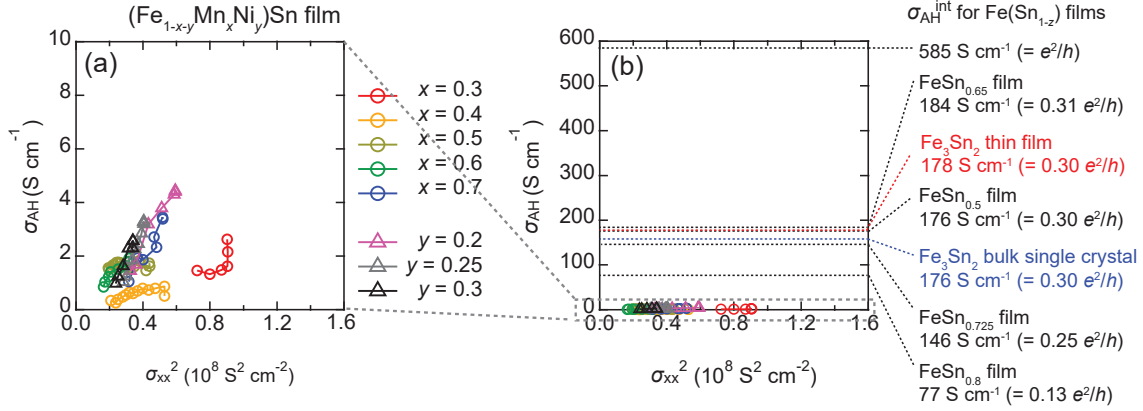 (Fe1-x-yMnxNiy)Sn film
(a)
10
8
6
4
2
0
σAH (S cm⁻¹)
0 0.4 0.8 1.2 1.6
σxx² (10⁸ S² cm⁻²)
x = 0.3
x = 0.4
x = 0.5
x = 0.6
x = 0.7
y = 0.2
y = 0.25
y = 0.3
(b)
600
500
400
300
200
100
0
σAH (S cm⁻¹)
0.0 0.4 0.8 1.2 1.6
σxx² (10⁸ S² cm⁻²)
σAH^int for Fe(Sn1-z) films
585 S cm⁻¹ (= e²/h)
FeSn0.65 film
184 S cm⁻¹ (= 0.31 e²/h)
Fe3Sn2 thin film
178 S cm⁻¹ (= 0.30 e²/h)
FeSn0.5 film
176 S cm⁻¹ (= 0.30 e²/h)
Fe3Sn2 bulk single crystal
176 S cm⁻¹ (= 0.30 e²/h)
FeSn0.725 film
146 S cm⁻¹ (= 0.25 e²/h)
FeSn0.8 film
77 S cm⁻¹ (= 0.13 e²/h)